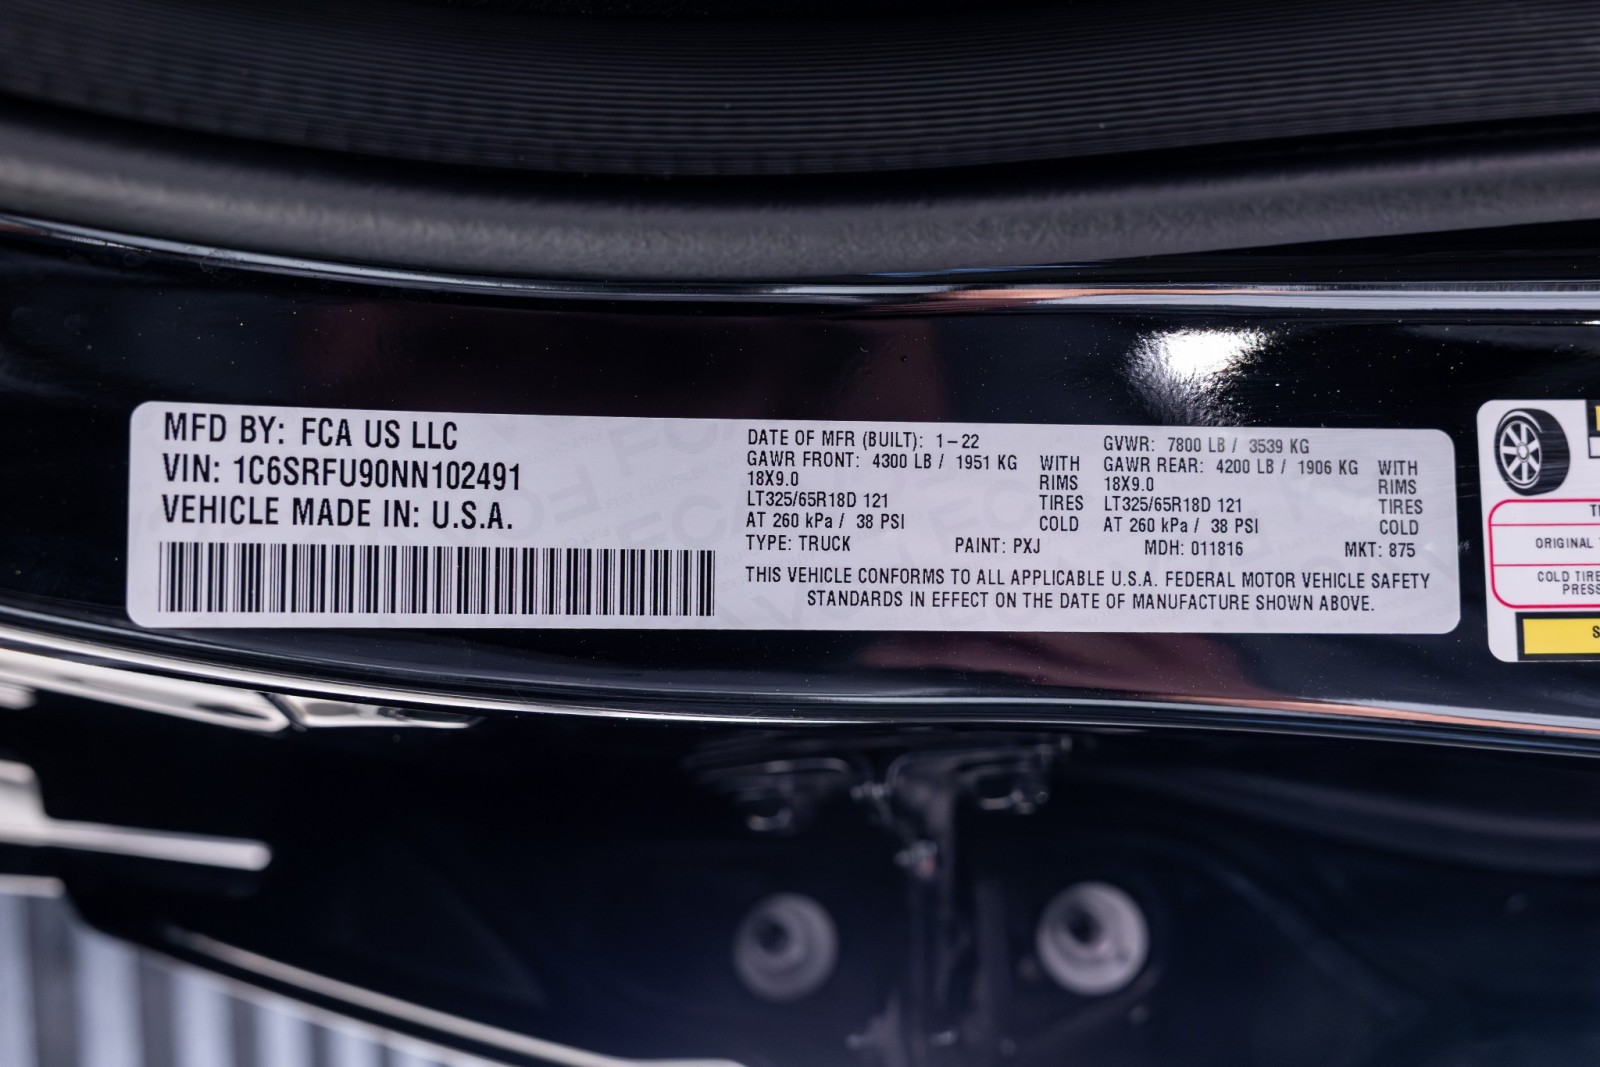 MFD BY: FCA US LLC
VIN: 1C6SRFU90NN102491
VEHICLE MADE IN: U.S.A.
DATE OF MFR (BUILT): 1-22
GVWR: 7800 LB / 3539 KG
GAWR FRONT: 4300 LB / 1951 KG WITH
18X9.0 RIMS
LT325/65R18D 121 TIRES
AT 260 kPa / 38 PSI COLD
GAWR REAR: 4200 LB / 1906 KG WITH
18X9.0 RIMS
LT325/65R18D 121 TIRES
AT 260 kPa / 38 PSI COLD
TYPE: TRUCK PAINT: PXJ MDH: 011816 MKT: 875
THIS VEHICLE CONFORMS TO ALL APPLICABLE U.S.A. FEDERAL MOTOR VEHICLE SAFETY
STANDARDS IN EFFECT ON THE DATE OF MANUFACTURE SHOWN ABOVE.
ORIGINAL
COLD